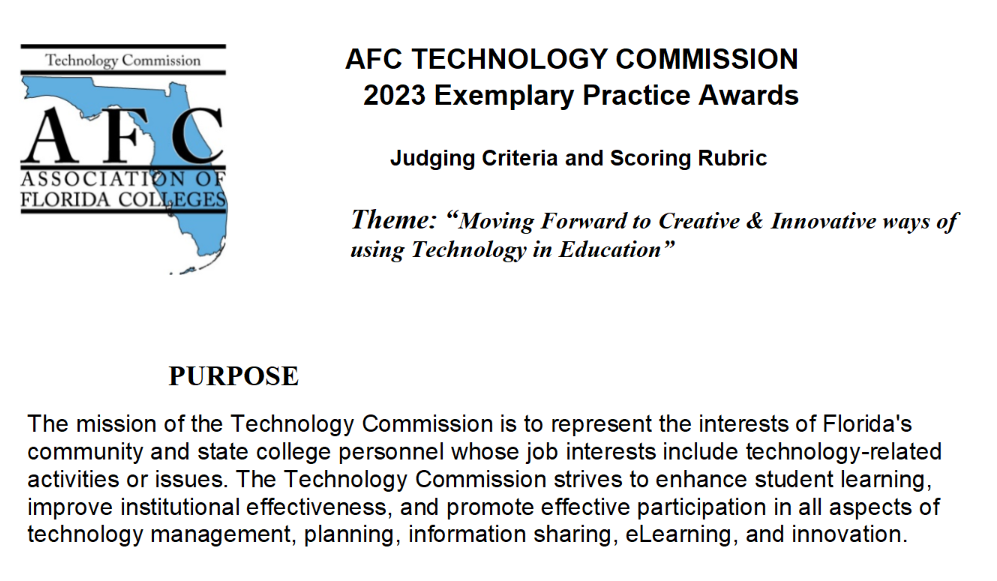 Technology Commission
AFC
ASSOCIATION OF
FLORIDA COLLEGES
AFC TECHNOLOGY COMMISSION
2023 Exemplary Practice Awards
Judging Criteria and Scoring Rubric
Theme: “Moving Forward to Creative & Innovative ways of
using Technology in Education”
PURPOSE
The mission of the Technology Commission is to represent the interests of Florida's
community and state college personnel whose job interests include technology-related
activities or issues. The Technology Commission strives to enhance student learning,
improve institutional effectiveness, and promote effective participation in all aspects of
technology management, planning, information sharing, eLearning, and innovation.